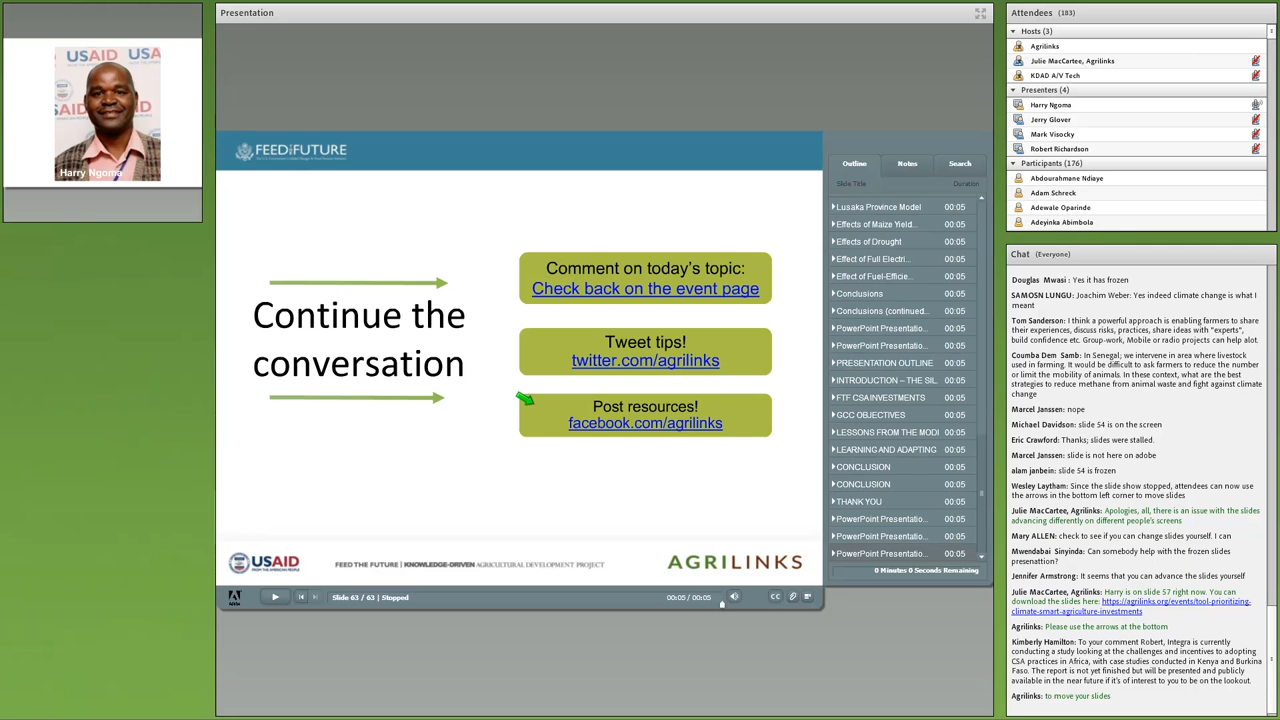 USAID
USAID
AID
Harry Ngoma
Presentation
FEED THE FUTURE
Continue the
conversation
Comment on today's topic:
Check back on the event page
Tweet tips!
twitter.com/agrilinks
Post resources!
facebook.com/agrilinks
USAID
FROM THE AMERICAN PEOPLE
FEED THE FUTURE | KNOWLEDGE-DRIVEN AGRICULTURAL DEVELOPMENT PROJECT
AGRILINKS
Outline Notes Search
Slide Title Duration
Lusaka Province Model 00:05
Effects of Maize Yield... 00:05
Effects of Drought 00:05
Effect of Full Electri... 00:05
Effect of Fuel-Efficie... 00:05
Conclusions 00:05
Conclusions (continued... 00:05
PowerPoint Presentatio... 00:05
PowerPoint Presentatio... 00:05
PRESENTATION OUTLINE 00:05
INTRODUCTION – THE SIL 00:05
FTF CSA INVESTMENTS 00:05
GCC OBJECTIVES 00:05
LESSONS FROM THE MODI 00:05
LEARNING AND ADAPTING 00:05
CONCLUSION 00:05
CONCLUSION 00:05
THANK YOU 00:05
PowerPoint Presentatio... 00:05
PowerPoint Presentatio... 00:05
PowerPoint Presentatio... 00:05
0 Minutes 0 Seconds Remaining
Slide 63 / 63 | Stopped
00:05 / 00:05
CC
Attendees (183)
Hosts (3)
Agrilinks
Julie MacCartee, Agrilinks
KDAD A/V Tech
Presenters (4)
Harry Ngoma
Jerry Glover
Mark Visocky
Robert Richardson
Participants (176)
Abdourahmane Ndiaye
Adam Schreck
Adewale Oparinde
Adeyinka Abimbola
Chat (Everyone)
Douglas Mwasi : Yes it has frozen
SAMOSN LUNGU: Joachim Weber: Yes indeed climate change is what I
meant
Tom Sanderson: I think a powerful approach is enabling farmers to share
their experiences, discuss risks, practices, share ideas with "experts",
build confidence etc. Group-work, Mobile or radio projects can help alot.
Coumba Dem Samb: In Senegal; we intervene in area where livestock
used in farming. It would be difficult to ask farmers to reduce the number
or limit the mobility of animals. In these context, what are the best
strategies to reduce methane from animal waste and fight against climate
change
Marcel Janssen: nope
Michael Davidson: slide 54 is on the screen
Eric Crawford: Thanks; slides were stalled.
Marcel Janssen: slide is not here on adobe
alam janbein: slide 54 is frozen
Wesley Laytham: Since the slide show stopped, attendees can now use
the arrows in the bottom left corner to move slides
Julie MacCartee, Agrilinks: Apologies, all, there is an issue with the slides
advancing differently on different people's screens
Mary ALLEN: check to see if you can change slides yourself. I can
Mwendabai Sinyinda: Can somebody help with the frozen slides
presenattion?
Jennifer Armstrong: It seems that you can advance the slides yourself
Julie MacCartee, Agrilinks: Harry is on slide 57 right now. You can
download the slides here: https://agrilinks.org/events/tool-prioritizing-
climate-smart-agriculture-investments
Agrilinks: Please use the arrows at the bottom
Kimberly Hamilton: To your comment Robert, Integra is currently
conducting a study looking at the challenges and incentives to adopting
CSA practices in Africa, with case studies conducted in Kenya and Burkina
Faso. The report is not yet finished but will be presented and publicly
available in the near future if it's of interest to you to be on the lookout.
Agrilinks: to move your slides